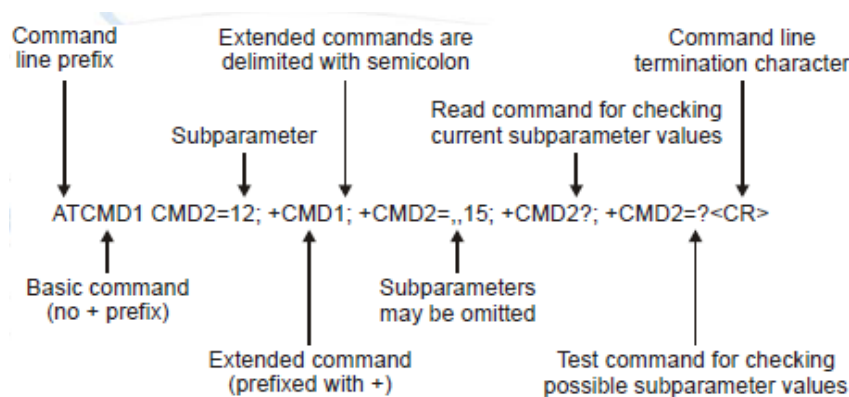 Command
line prefix
Extended commands are
delimited with semicolon
Command line
termination character
Subparameter
Read command for checking
current subparameter values
ATCMD1 CMD2=12; +CMD1; +CMD2=,,15; +CMD2?; +CMD2=?<CR>
Basic command
(no + prefix)
Subparameters
may be omitted
Extended command
(prefixed with +)
Test command for checking
possible subparameter values